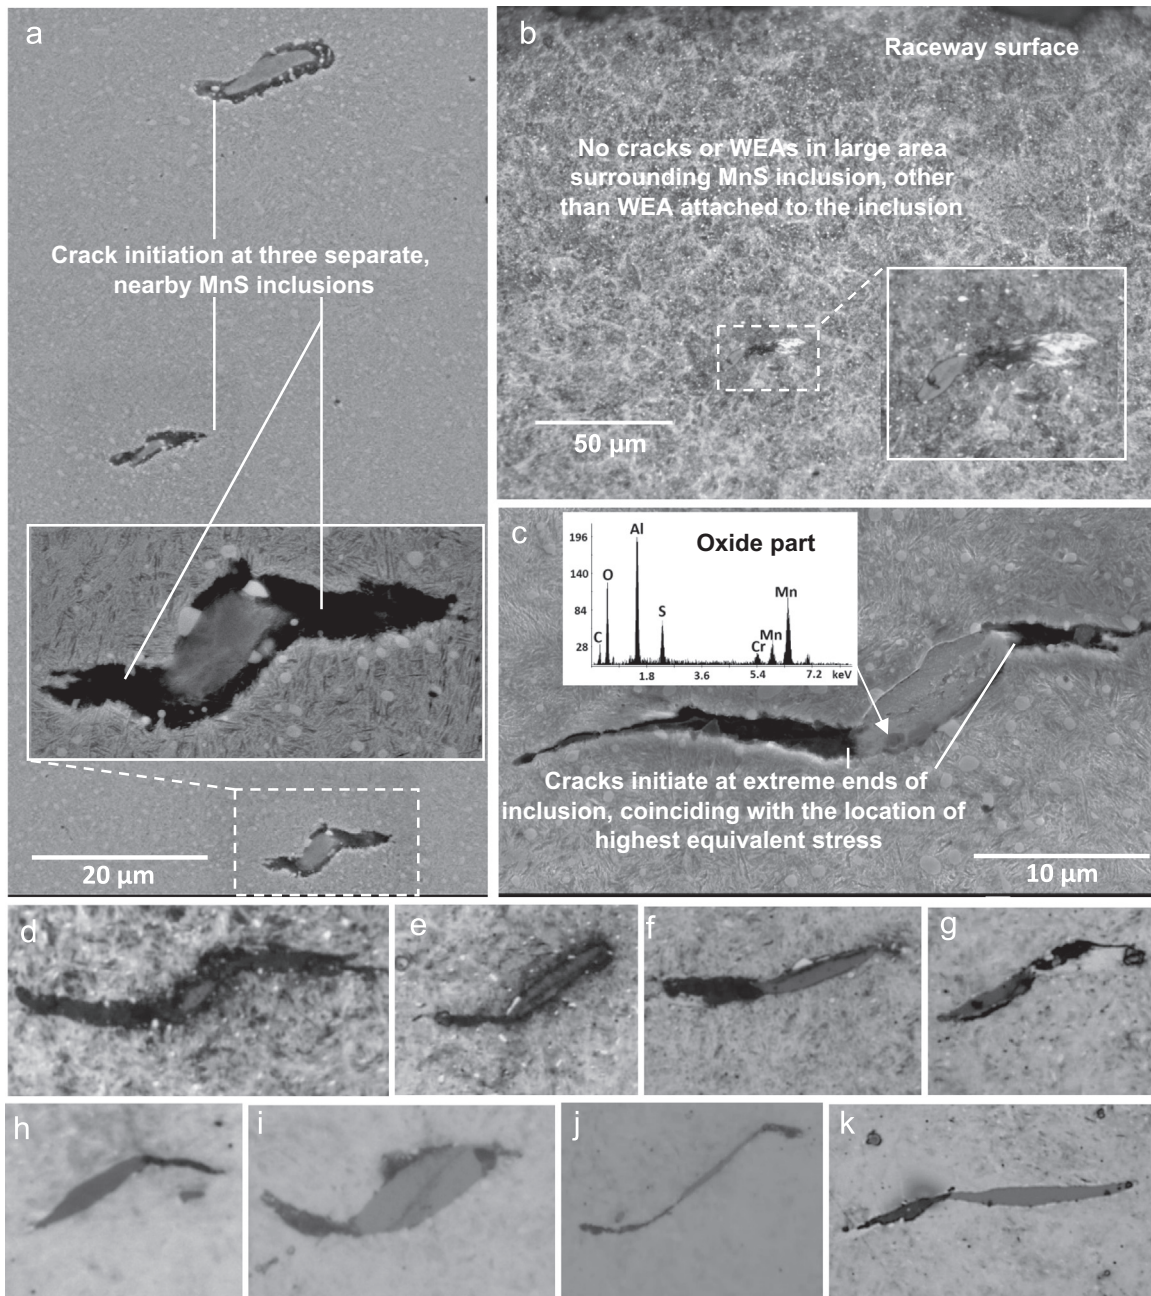 a
Crack initiation at three separate,
nearby MnS inclusions
20 µm
b
Raceway surface
No cracks or WEAs in large area
surrounding MnS inclusion, other
than WEA attached to the inclusion
50 µm
c
Oxide part
196
140
84
28
C
O
Al
S
Cr
Mn
Mn
1.8
3.6
5.4
7.2
keV
Cracks initiate at extreme ends of
inclusion, coinciding with the location of
highest equivalent stress
10 µm
d
e
f
g
h
i
j
k